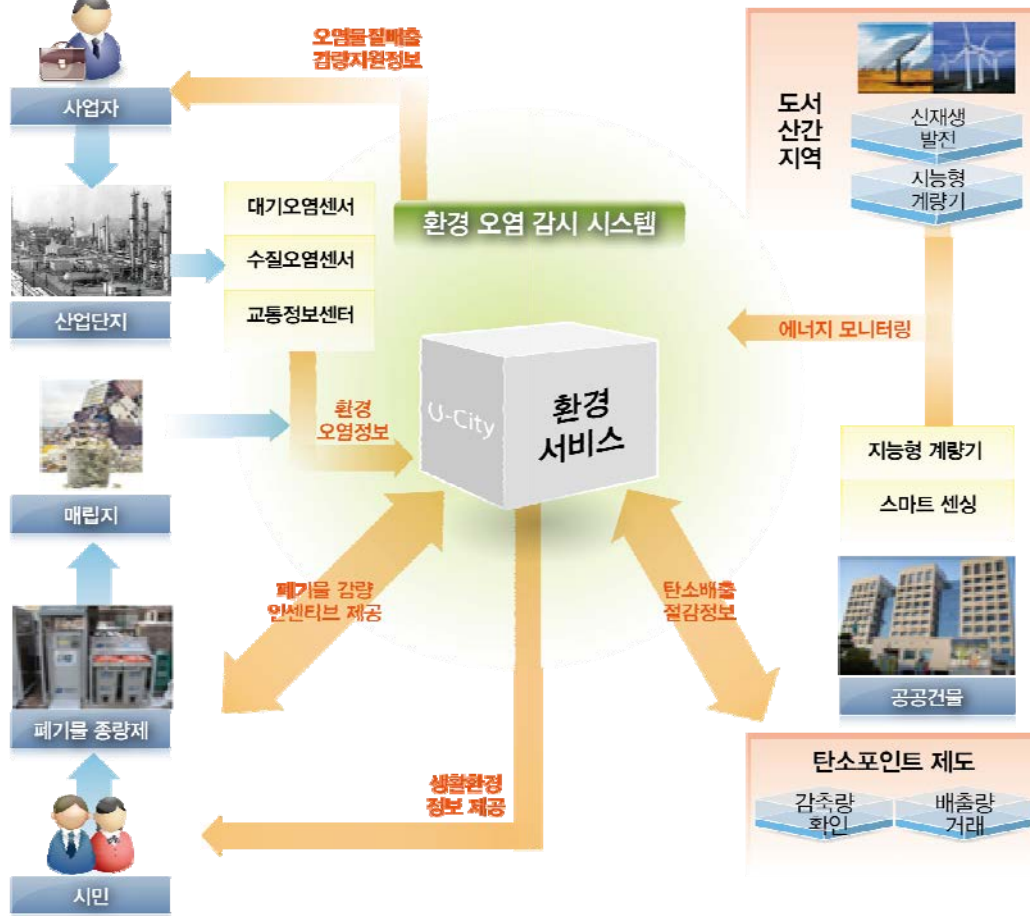 오염물질배출
감량지원정보
사업자
대기오염센서
수질오염센서
교통정보센터
산업단지
환경 오염 감시 시스템
도서
산간
지역
신재생
발전
지능형
계량기
에너지 모니터링
U-City
환경
서비스
환경
오염정보
매립지
지능형 계량기
스마트 센싱
폐기물 감량
인센티브 제공
탄소배출
절감정보
폐기물 종량제
공공건물
생활환경
정보 제공
시민
탄소포인트 제도
감축량
확인
배출량
거래